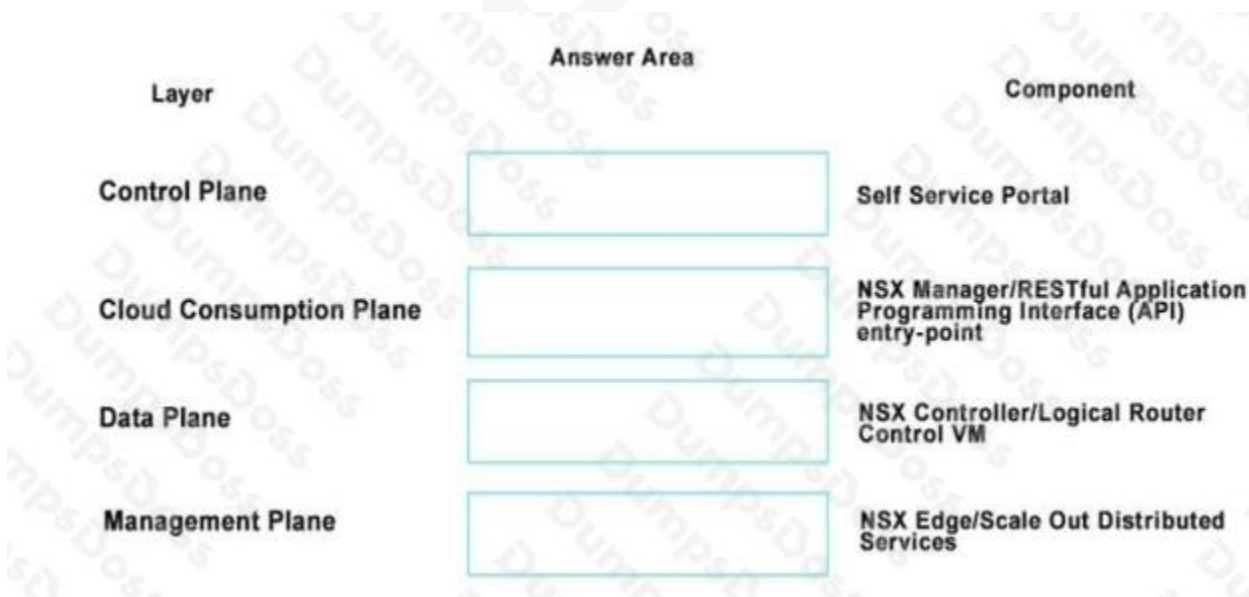 Answer Area
Layer
Component
Control Plane
Self Service Portal
Cloud Consumption Plane
NSX Manager/RESTful Application
Programming Interface (API)
entry-point
Data Plane
NSX Controller/Logical Router
Control VM
Management Plane
NSX Edge/Scale Out Distributed
Services
DumpsDoss